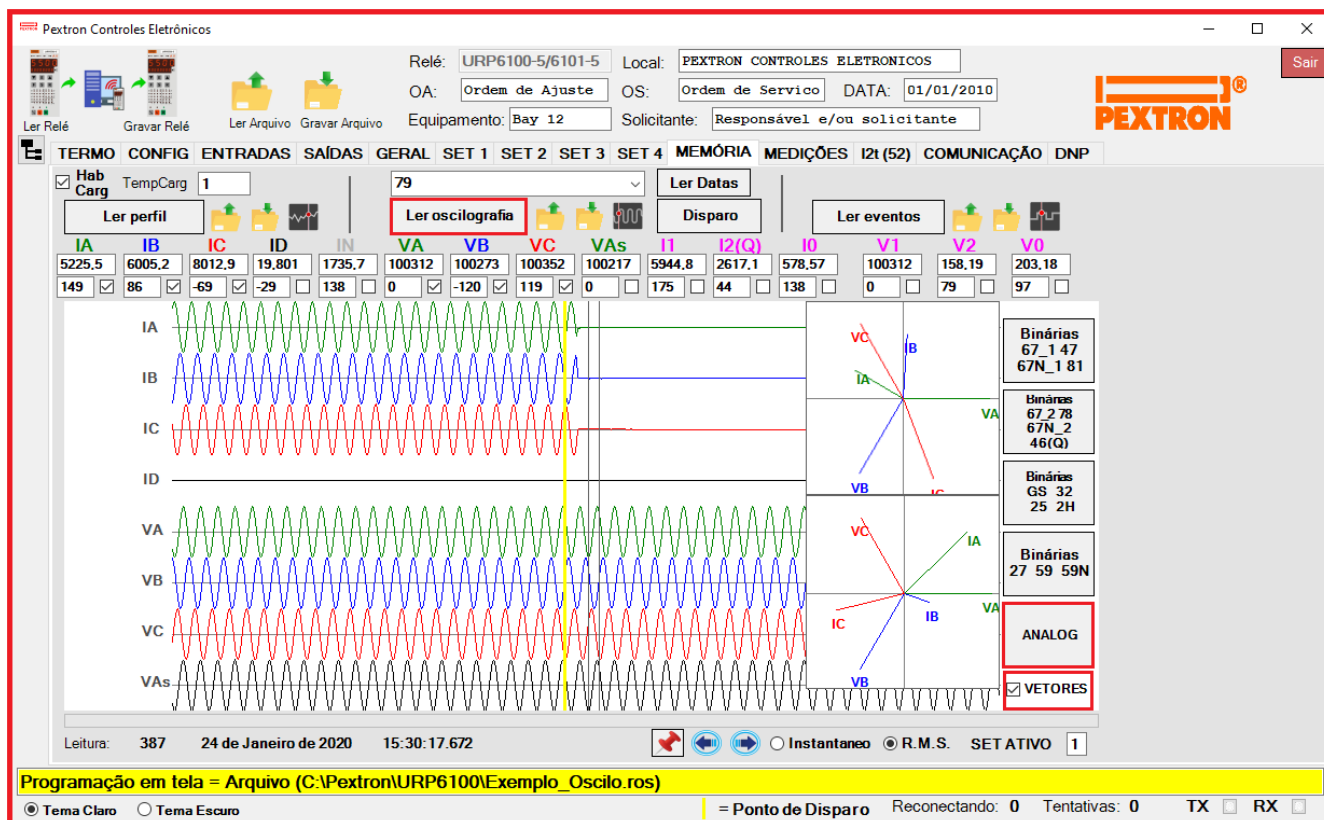 Pextron Controles Eletrônicos
Relé: URP6100-5/6101-5 Local: PEXTRON CONTROLES ELETRONICOS Sair
OA: Ordem de Ajuste OS: Ordem de Servico DATA: 01/01/2010
Equipamento: Bay 12 Solicitante: Responsável e/ou solicitante
PEXTRON®
Ler Relé Gravar Relé Ler Arquivo Gravar Arquivo
TERMO CONFIG ENTRADAS SAÍDAS GERAL SET 1 SET 2 SET 3 SET 4 MEMÓRIA MEDIÇÕES I2t (52) COMUNICAÇÃO DNP
Hab Carg TempCarg 1 79 Ler Datas
Ler perfil Ler oscilografia Disparo Ler eventos
IA IB IC ID IN VA VB VC VAs I1 I2(Q) I0 V1 V2 V0
5225,5 6005,2 8012,9 19,801 1735,7 100312 100273 100352 100217 5944,8 2617,1 578,57 100312 158,19 203,18
149 86 -69 -29 138 0 -120 119 0 175 44 138 0 79 97
IA
IB
IC
ID
VA
VB
VC
VAs
VC
IB
IA
VA
VB
IC
VC
IA
VA
IC
IB
VB
Binárias
67_1 47
67N_1 81
Binárias
67_2 78
67N_2
46(Q)
Binárias
GS 32
25 2H
Binárias
27 59 59N
ANALOG
VETORES
Leitura: 387 24 de Janeiro de 2020 15:30:17.672 Instantaneo R.M.S. SET ATIVO 1
Programação em tela = Arquivo (C:\Pextron\URP6100\Exemplo_Oscilo.ros)
Tema Claro Tema Escuro = Ponto de Disparo Reconectando: 0 Tentativas: 0 TX RX